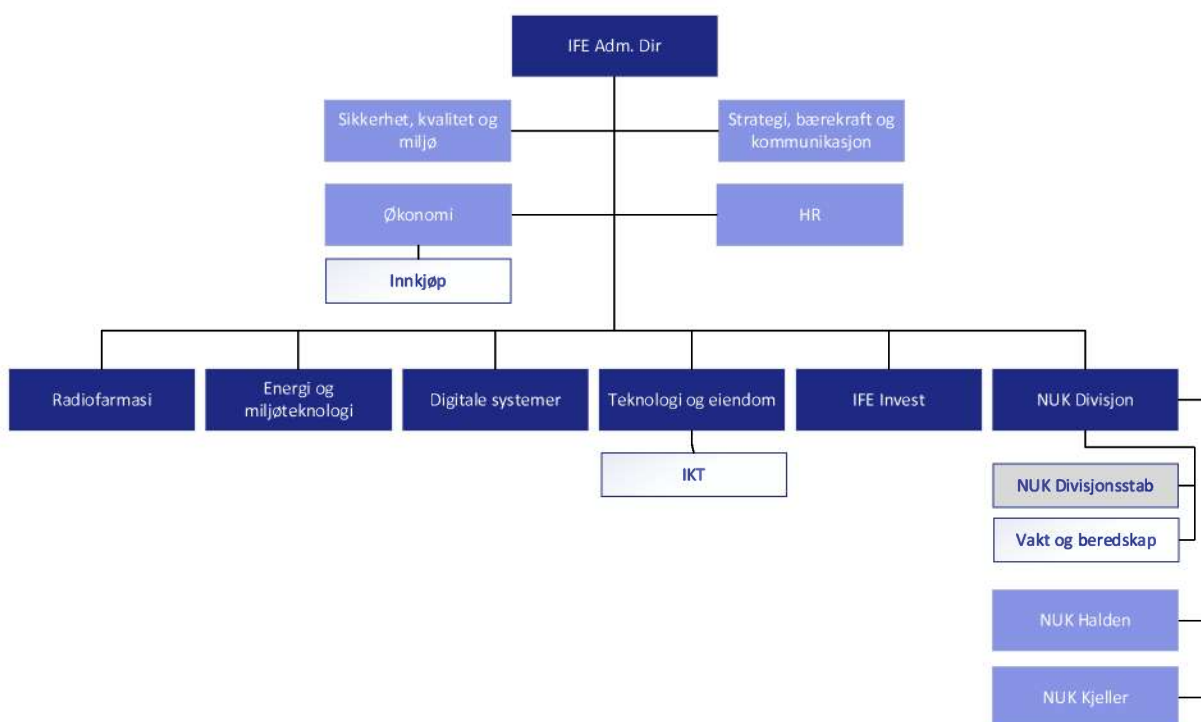 IFE Adm. Dir
Sikkerhet, kvalitet og
miljø
Strategi, bærekraft og
kommunikasjon
Økonomi
HR
Innkjøp
Radiofarmasi
Energi og
miljøteknologi
Digitale systemer
Teknologi og eiendom
IFE Invest
NUK Divisjon
IKT
NUK Divisjonsstab
Vakt og beredskap
NUK Halden
NUK Kjeller